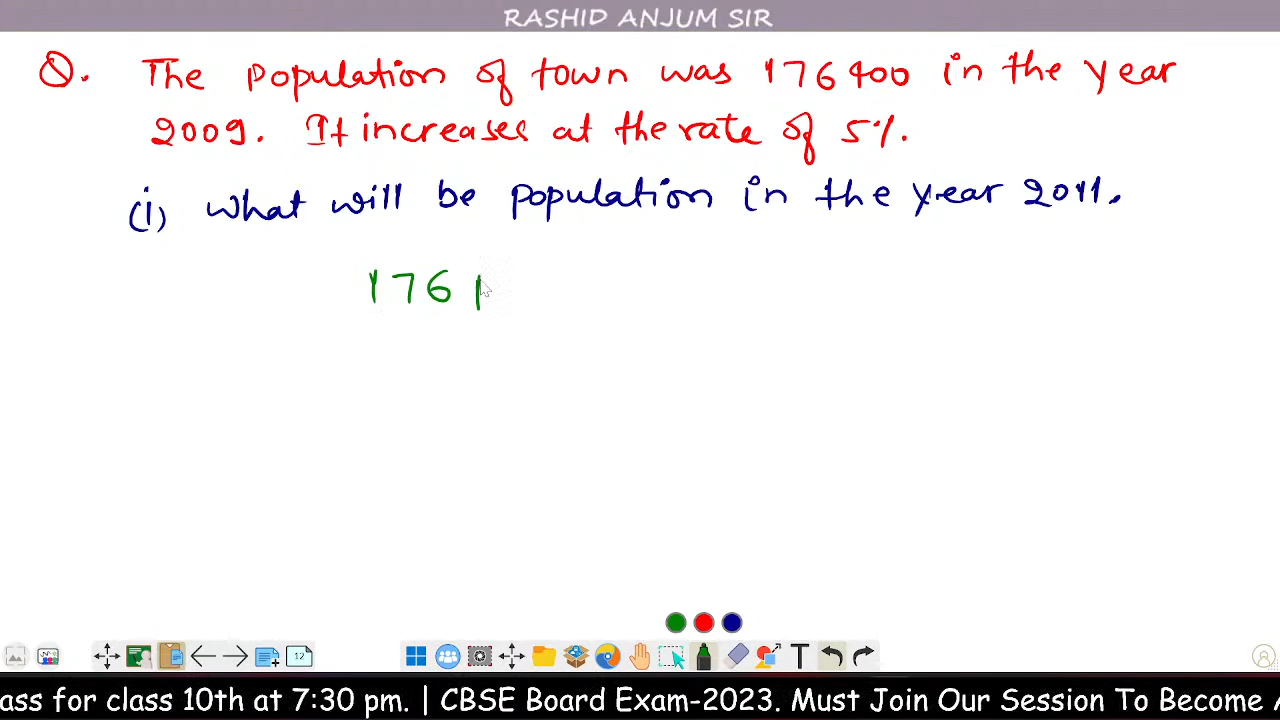 RASHID ANJUM SIR
Q. The population of town was 176400 in the year
2009. It increases at the rate of 5%.
(i) What will be population in the year 2011.
176
12
ass for class 10th at 7:30 pm. | CBSE Board Exam-2023. Must Join Our Session To Become